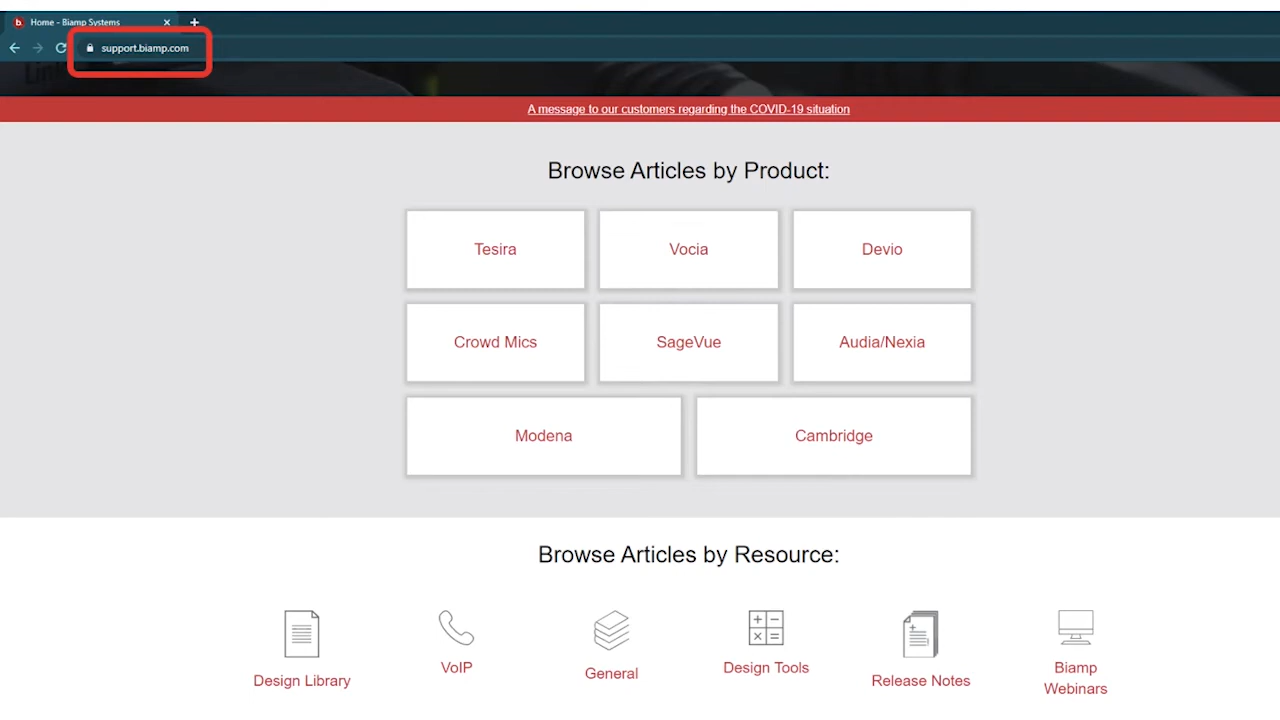 Home - Biamp Systems
support.biamp.com
A message to our customers regarding the COVID-19 situation
Browse Articles by Product:
Tesira
Vocia
Devio
Crowd Mics
SageVue
Audia/Nexia
Modena
Cambridge
Browse Articles by Resource:
Design Library
VoIP
General
Design Tools
Release Notes
Biamp
Webinars